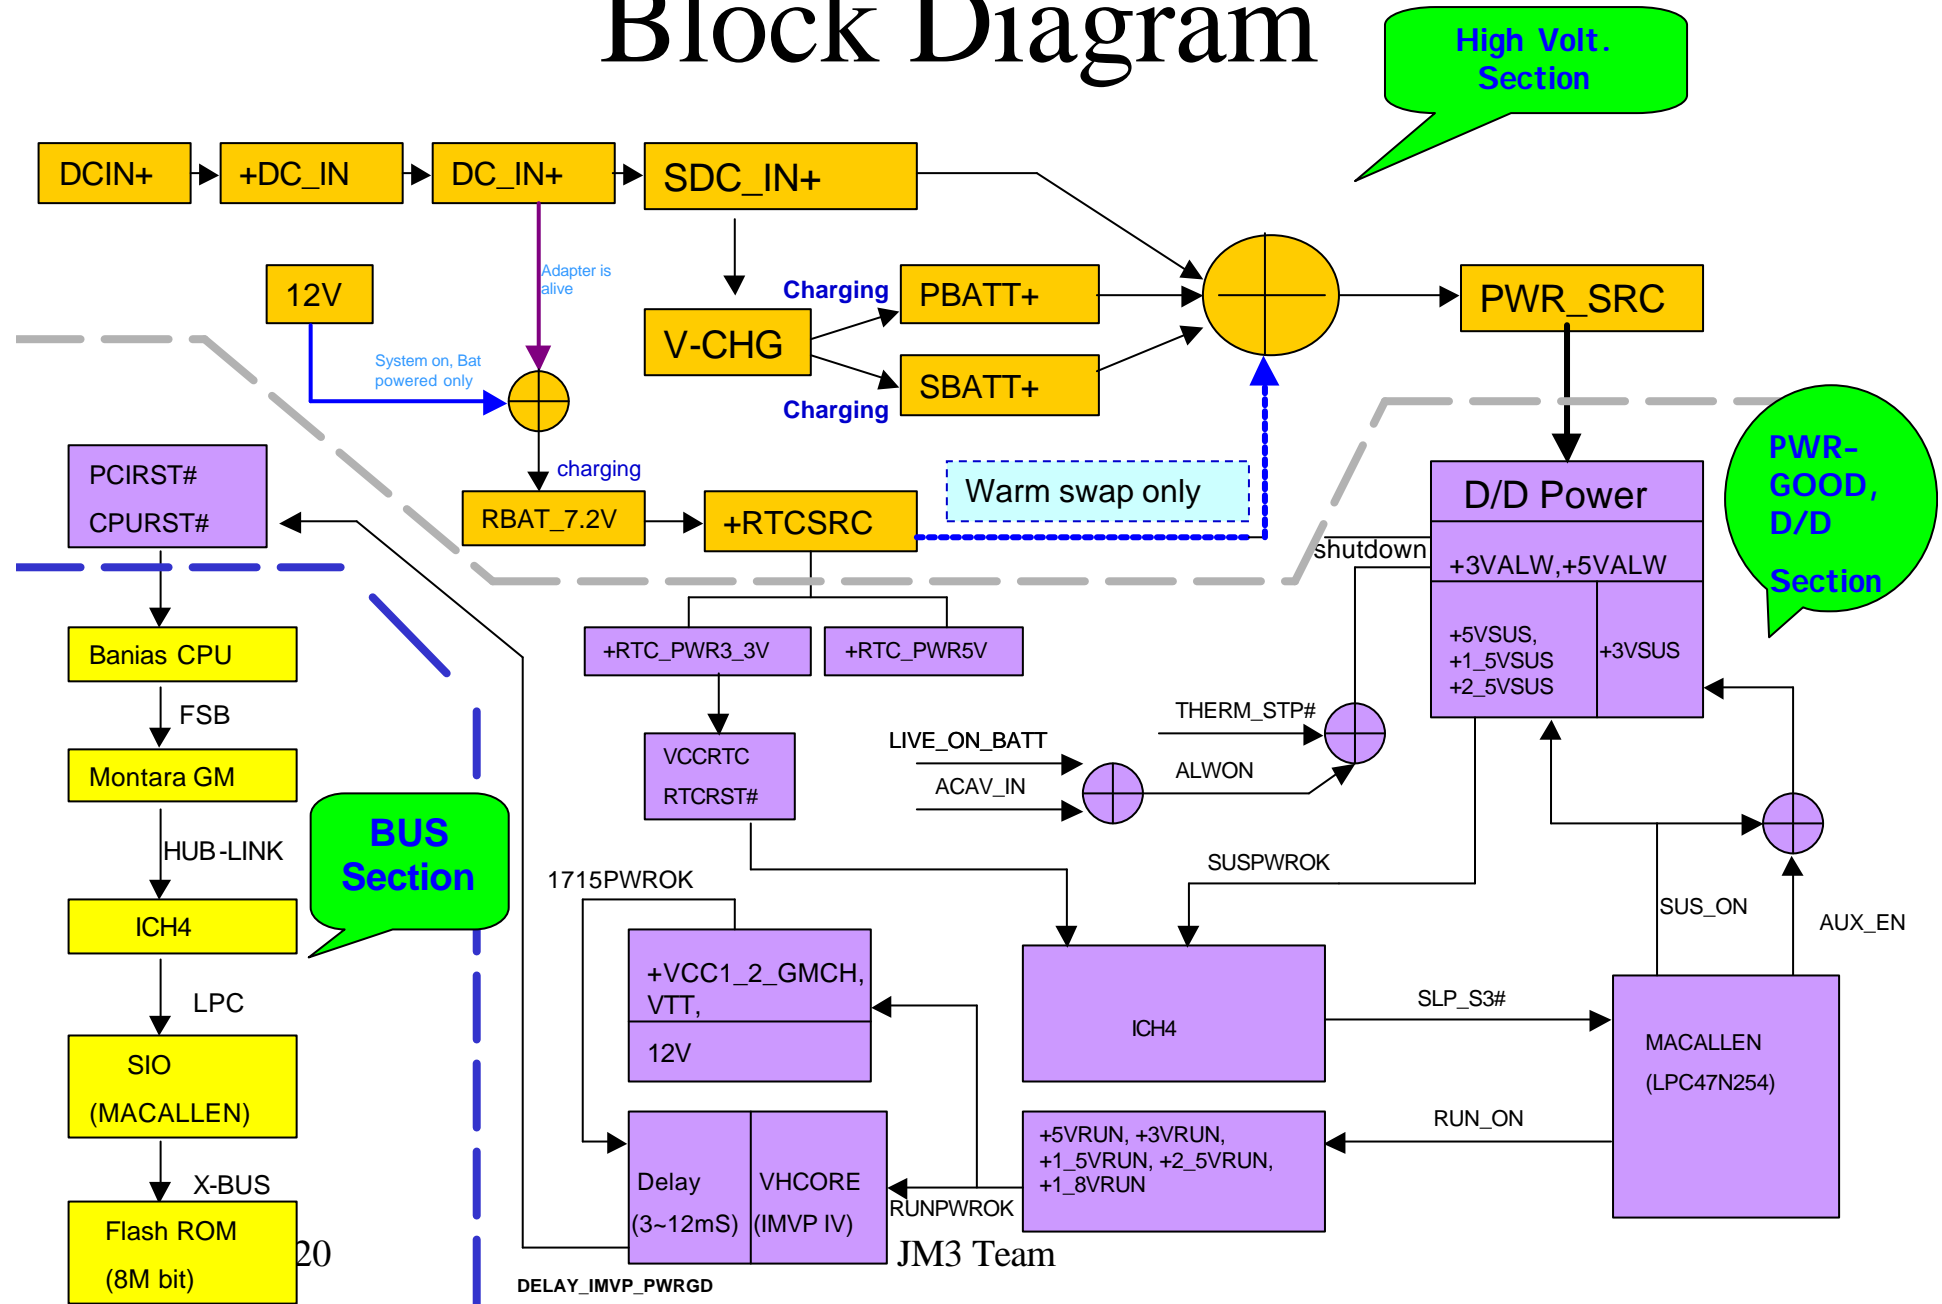 Block Diagram
High Volt.
Section
DCIN+
+DC_IN
DC_IN+
SDC_IN+
Adapter is
alive
12V
Charging
PBATT+
PWR_SRC
V-CHG
System on, Bat
powered only
SBATT+
Charging
PWR-
GOOD,
D/D
Section
PCIRST#
CPURST#
charging
RBAT_7.2V
+RTCSRC
Warm swap only
D/D Power
shutdown
+3VALW,+5VALW
+5VSUS,
+1_5VSUS
+2_5VSUS
+3VSUS
Banias CPU
+RTC_PWR3_3V
+RTC_PWR5V
FSB
THERM_STP#
LIVE_ON_BATT
ACAV_IN
ALWON
VCCRTC
RTCRST#
Montara GM
BUS
Section
HUB-LINK
1715PWROK
SUSPWROK
SUS_ON
AUX_EN
ICH4
+VCC1_2_GMCH,
VTT,
12V
ICH4
SLP_S3#
MACALLEN
(LPC47N254)
LPC
SIO
(MACALLEN)
RUN_ON
+5VRUN, +3VRUN,
+1_5VRUN, +2_5VRUN,
+1_8VRUN
X-BUS
Delay
(3~12mS)
VHCORE
(IMVP IV)
RUNPWROK
Flash ROM
(8M bit)
20
JM3 Team
DELAY_IMVP_PWRGD